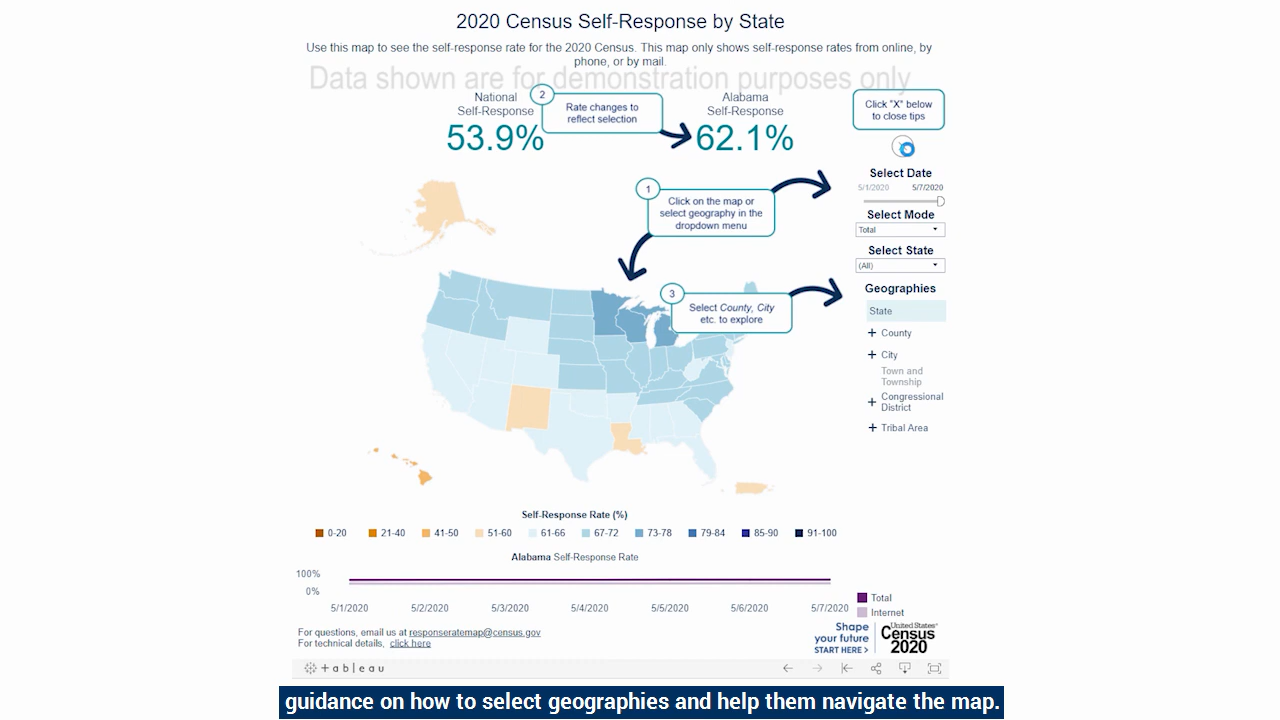 2020 Census Self-Response by State
Use this map to see the self-response rate for the 2020 Census. This map only shows self-response rates from online, by
phone, or by mail.
Data shown are for demonstration purposes only
National
Self-Response
53.9%
2
Rate changes to
reflect selection
Alabama
Self-Response
62.1%
Click "X" below
to close tips
1
Click on the map or
select geography in the
dropdown menu
3
Select County, City
etc. to explore
Select Date
5/1/2020 5/7/2020
Select Mode
Total
Select State
(All)
Geographies
State
+ County
+ City
Town and
Township
+ Congressional
District
+ Tribal Area
Self-Response Rate (%)
0-20 21-40 41-50 51-60 61-66 67-72 73-78 79-84 85-90 91-100
Alabama Self-Response Rate
100%
0%
5/1/2020 5/2/2020 5/3/2020 5/4/2020 5/5/2020 5/6/2020 5/7/2020
Total
Internet
For questions, email us at responseratemap@census.gov
For technical details, click here
Shape
your future
START HERE >
United States®
Census
2020
+ableau
guidance on how to select geographies and help them navigate the map.